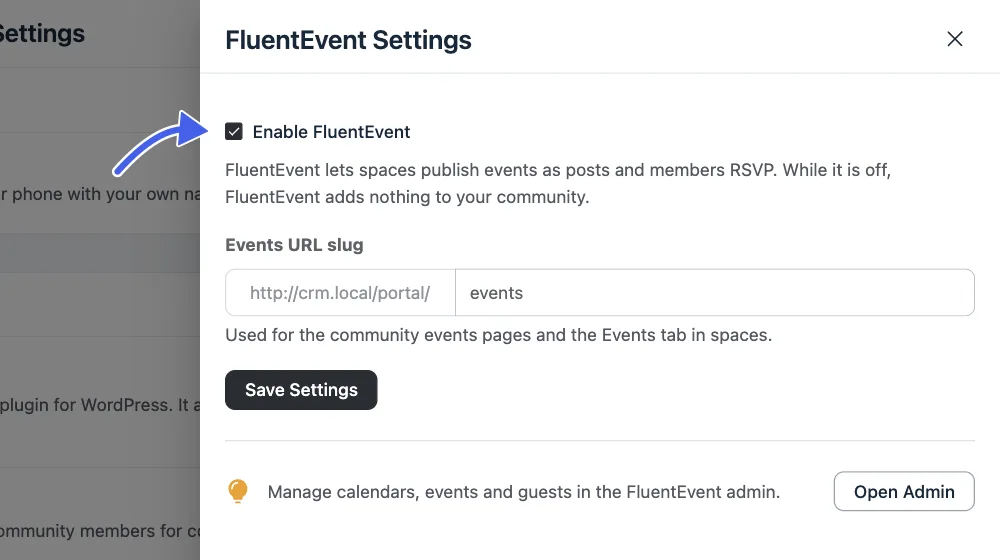 Settings
FluentEvent Settings
Enable FluentEvent
FluentEvent lets spaces publish events as posts and members RSVP. While it is off,
FluentEvent adds nothing to your community.
r phone with your own na
Events URL slug
http://crm.local/portal/ events
Used for the community events pages and the Events tab in spaces.
Save Settings
plugin for WordPress. It a
Manage calendars, events and guests in the FluentEvent admin.
Open Admin
ommunity members for co